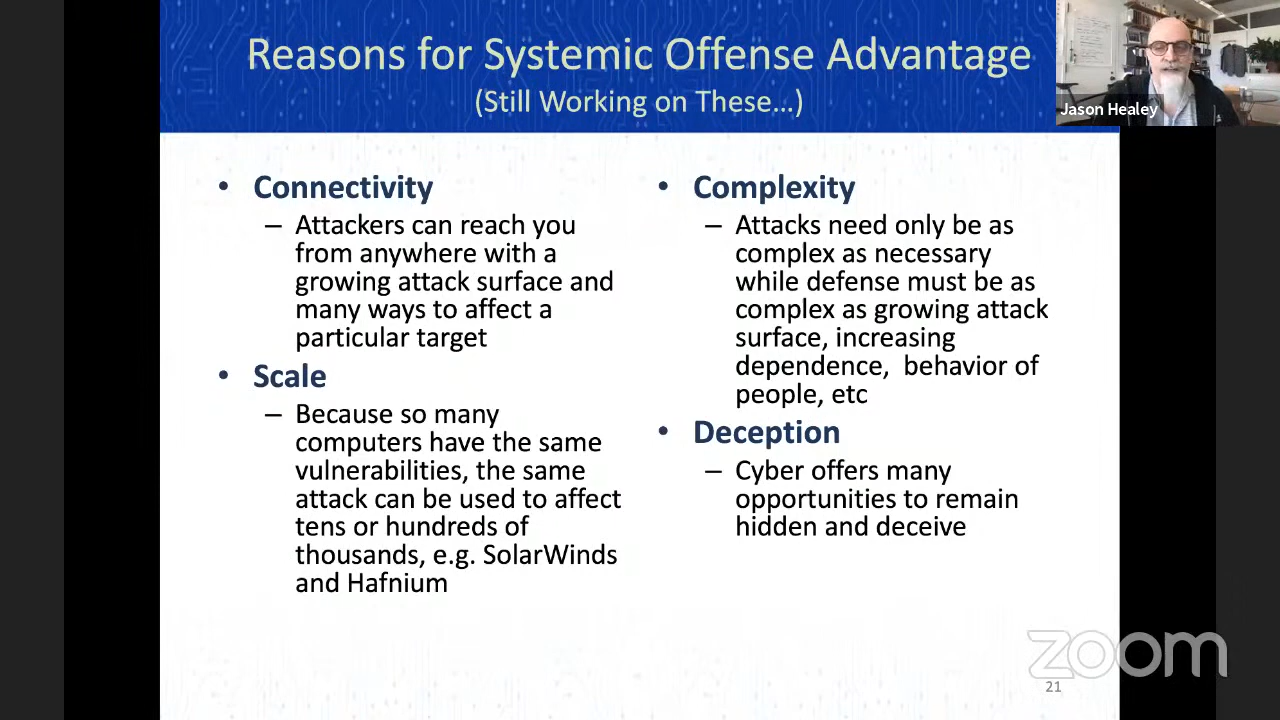 Reasons for Systemic Offense Advantage
(Still Working on These...)
Jason Healey
• Connectivity
– Attackers can reach you
from anywhere with a
growing attack surface and
many ways to affect a
particular target
• Scale
– Because so many
computers have the same
vulnerabilities, the same
attack can be used to affect
tens or hundreds of
thousands, e.g. SolarWinds
and Hafnium
• Complexity
– Attacks need only be as
complex as necessary
while defense must be as
complex as growing attack
surface, increasing
dependence,  behavior of
people, etc
• Deception
– Cyber offers many
opportunities to remain
hidden and deceive
zoom
21